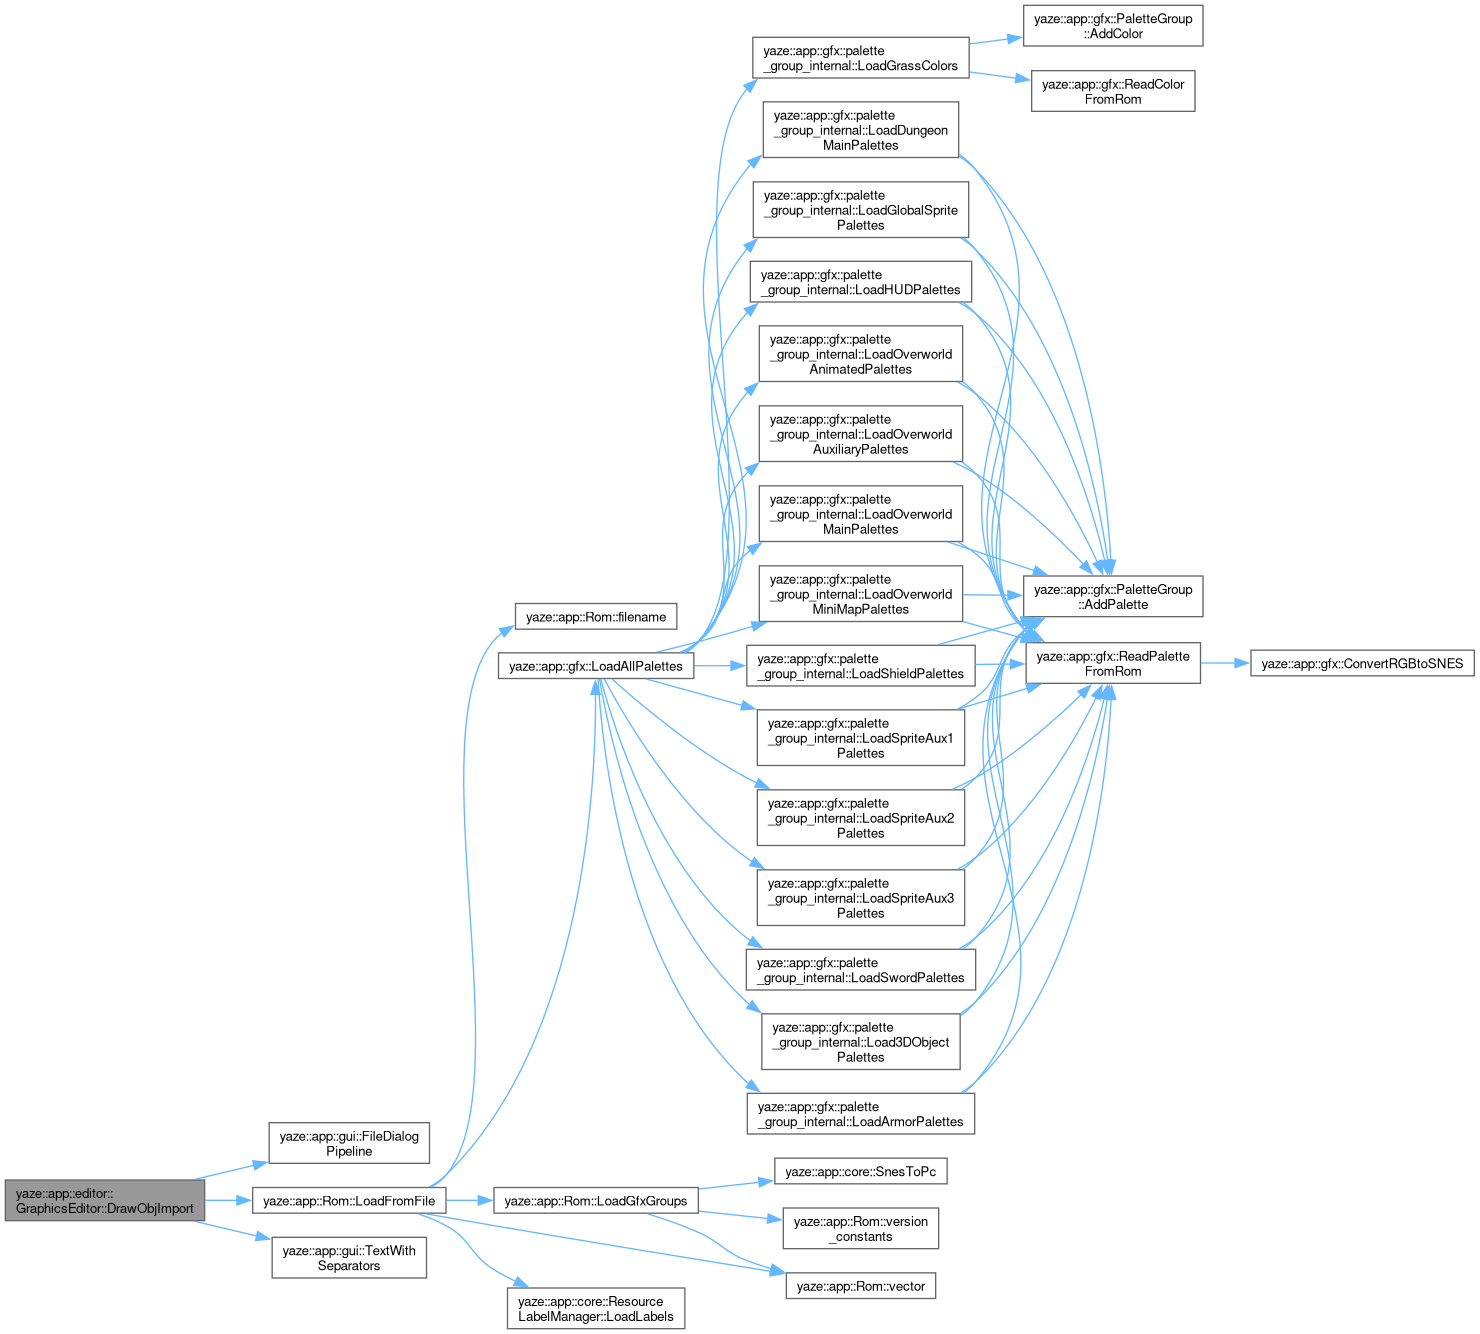 yaze::app::editor::
GraphicsEditor::DrawObjImport
yaze::app::gui::FileDialog
Pipeline
yaze::app::Rom::LoadFromFile
yaze::app::gui::TextWith
Separators
yaze::app::Rom::filename
yaze::app::gfx::LoadAllPalettes
yaze::app::Rom::LoadGfxGroups
yaze::app::core::Resource
LabelManager::LoadLabels
yaze::app::gfx::palette
_group_internal::LoadGrassColors
yaze::app::gfx::palette
_group_internal::LoadDungeon
MainPalettes
yaze::app::gfx::palette
_group_internal::LoadGlobalSprite
Palettes
yaze::app::gfx::palette
_group_internal::LoadHUDPalettes
yaze::app::gfx::palette
_group_internal::LoadOverworld
AnimatedPalettes
yaze::app::gfx::palette
_group_internal::LoadOverworld
AuxiliaryPalettes
yaze::app::gfx::palette
_group_internal::LoadOverworld
MainPalettes
yaze::app::gfx::palette
_group_internal::LoadOverworld
MiniMapPalettes
yaze::app::gfx::palette
_group_internal::LoadShieldPalettes
yaze::app::gfx::palette
_group_internal::LoadSpriteAux1
Palettes
yaze::app::gfx::palette
_group_internal::LoadSpriteAux2
Palettes
yaze::app::gfx::palette
_group_internal::LoadSpriteAux3
Palettes
yaze::app::gfx::palette
_group_internal::LoadSwordPalettes
yaze::app::gfx::palette
_group_internal::Load3DObject
Palettes
yaze::app::gfx::palette
_group_internal::LoadArmorPalettes
yaze::app::core::SnesToPc
yaze::app::Rom::version
_constants
yaze::app::Rom::vector
yaze::app::gfx::PaletteGroup
::AddColor
yaze::app::gfx::ReadColor
FromRom
yaze::app::gfx::PaletteGroup
::AddPalette
yaze::app::gfx::ReadPalette
FromRom
yaze::app::gfx::ConvertRGBtoSNES